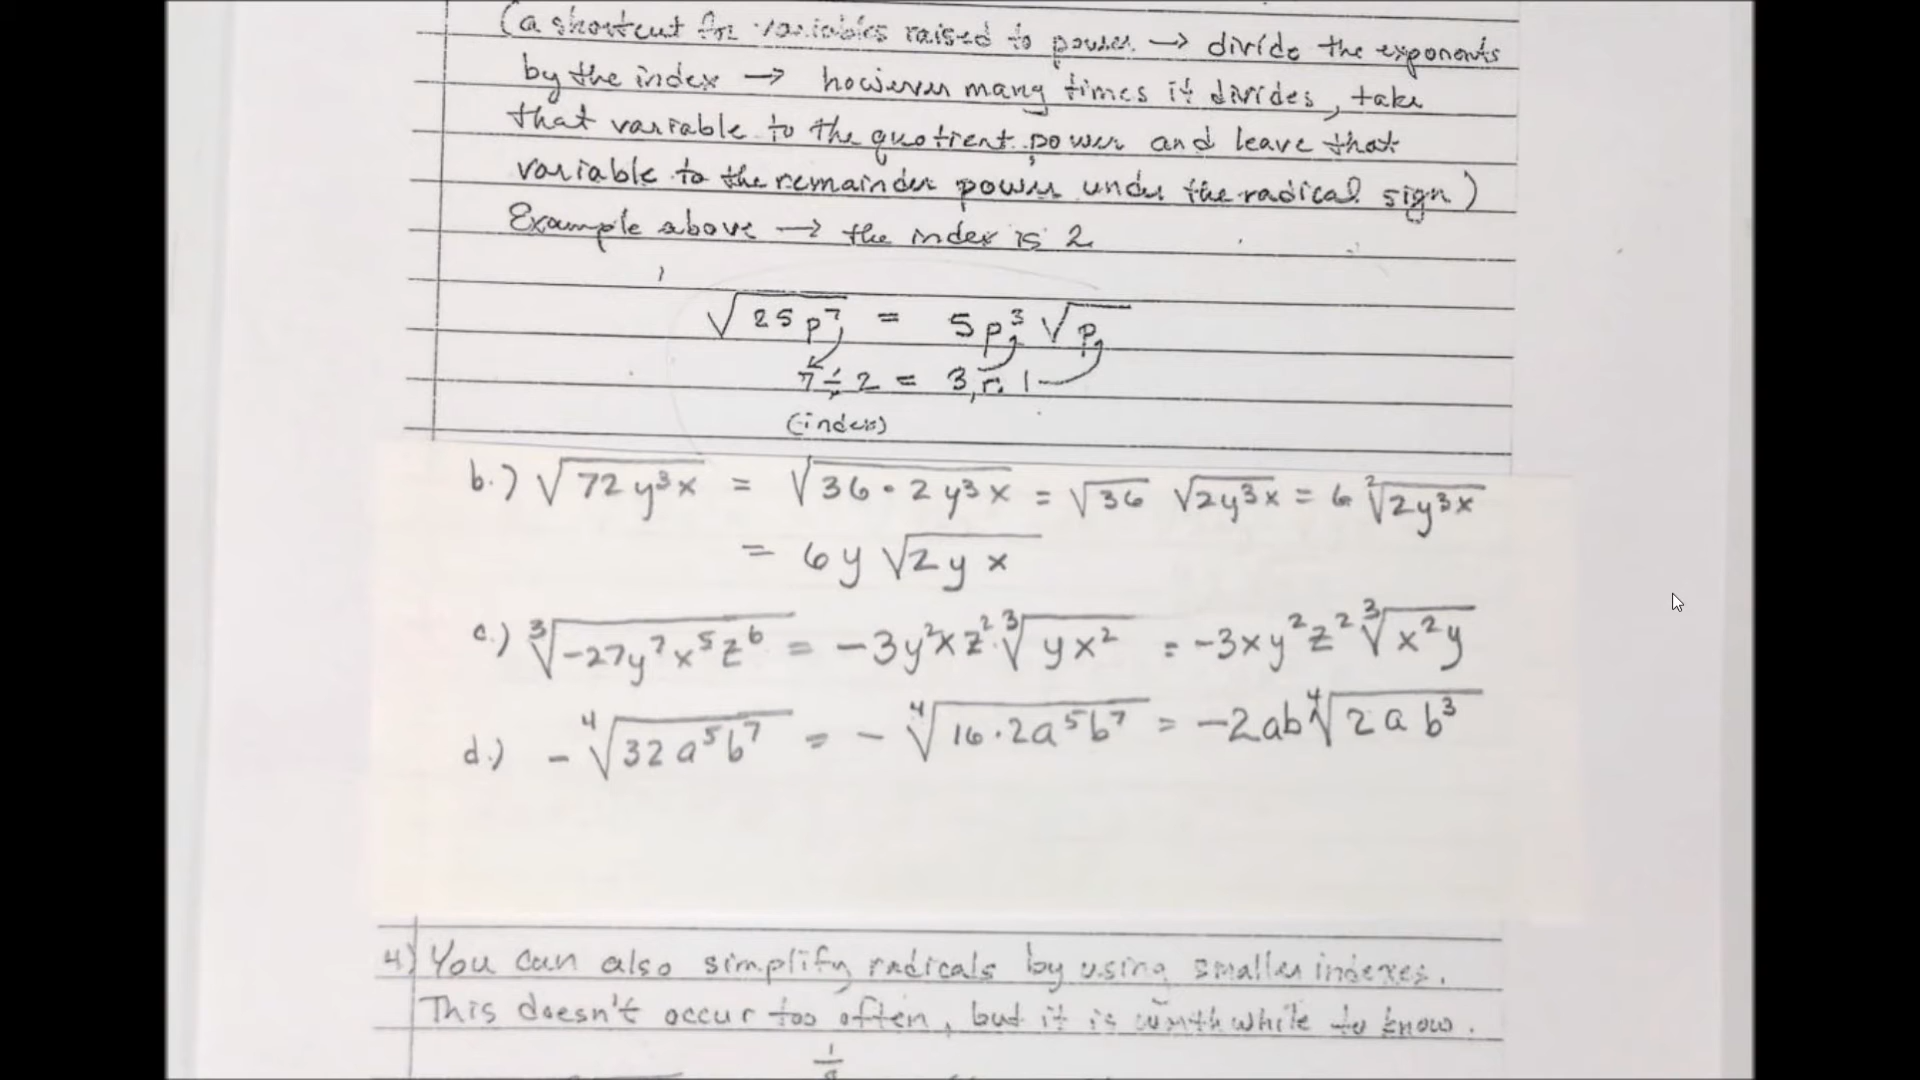 (a shortcut for variables raised to power → divide the exponents
by the index → however many times it divides, take
that variable to the quotient power and leave that
variable to the remainder power under the radical sign)
Example above → the index is 2
√25p⁷ = 5p³ √p
7 ÷ 2 = 3, r. 1
(index)
b.) √72y³x = √36·2y³x = √36 √2y³x = 6 ²√2y³x
= 6y √2yx
c.) ³√-27y⁷x⁵z⁶ = -3y²xz²·³√yx² = -3xy²z² ³√x²y
d.) - ⁴√32a⁵b⁷ = - ⁴√16·2a⁵b⁷ = -2ab ⁴√2ab³
4) You can also simplify radicals by using smaller indexes.
This doesn't occur too often, but it is worthwhile to know.